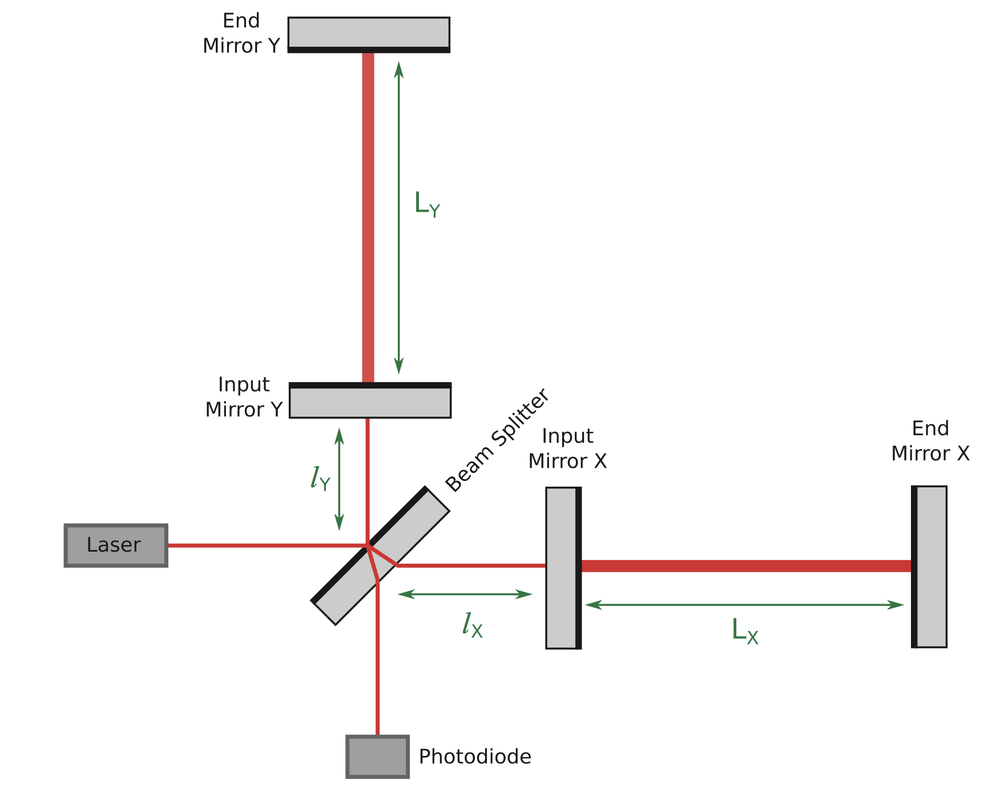 End
Mirror Y
L_Y
Input
Mirror Y
Beam Splitter
Input
Mirror X
End
Mirror X
l_Y
Laser
l_X
L_X
Photodiode